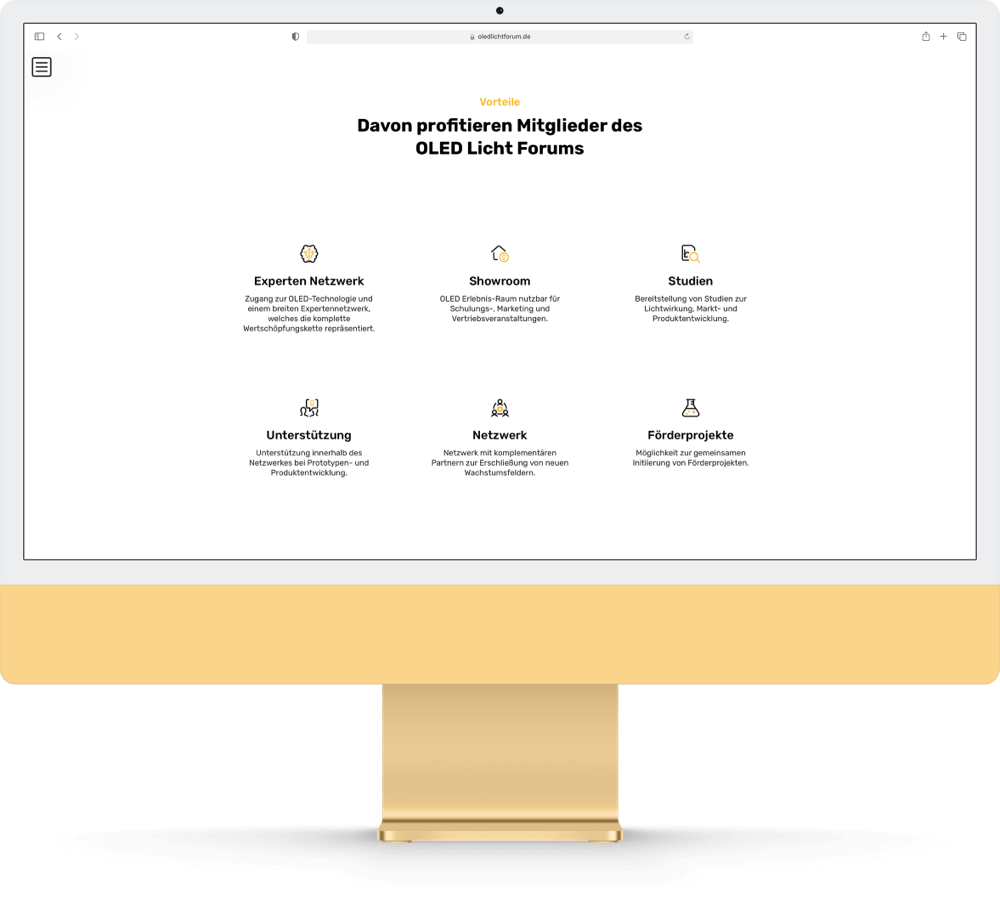 oledlichtforum.de
Vorteile
Davon profitieren Mitglieder des
OLED Licht Forums
Experten Netzwerk
Zugang zur OLED-Technologie und
einem breiten Expertennetzwerk,
welches die komplette
Wertschöpfungskette repräsentiert.
Showroom
OLED Erlebnis-Raum nutzbar für
Schulungs-, Marketing und
Vertriebsveranstaltungen.
Studien
Bereitstellung von Studien zur
Lichtwirkung, Markt- und
Produktentwicklung.
Unterstützung
Unterstützung innerhalb des
Netzwerkes bei Prototypen- und
Produktentwicklung.
Netzwerk
Netzwerk mit komplementären
Partnern zur Erschließung von neuen
Wachstumsfeldern.
Förderprojekte
Möglichkeit zur gemeinsamen
Initiierung von Förderprojekten.